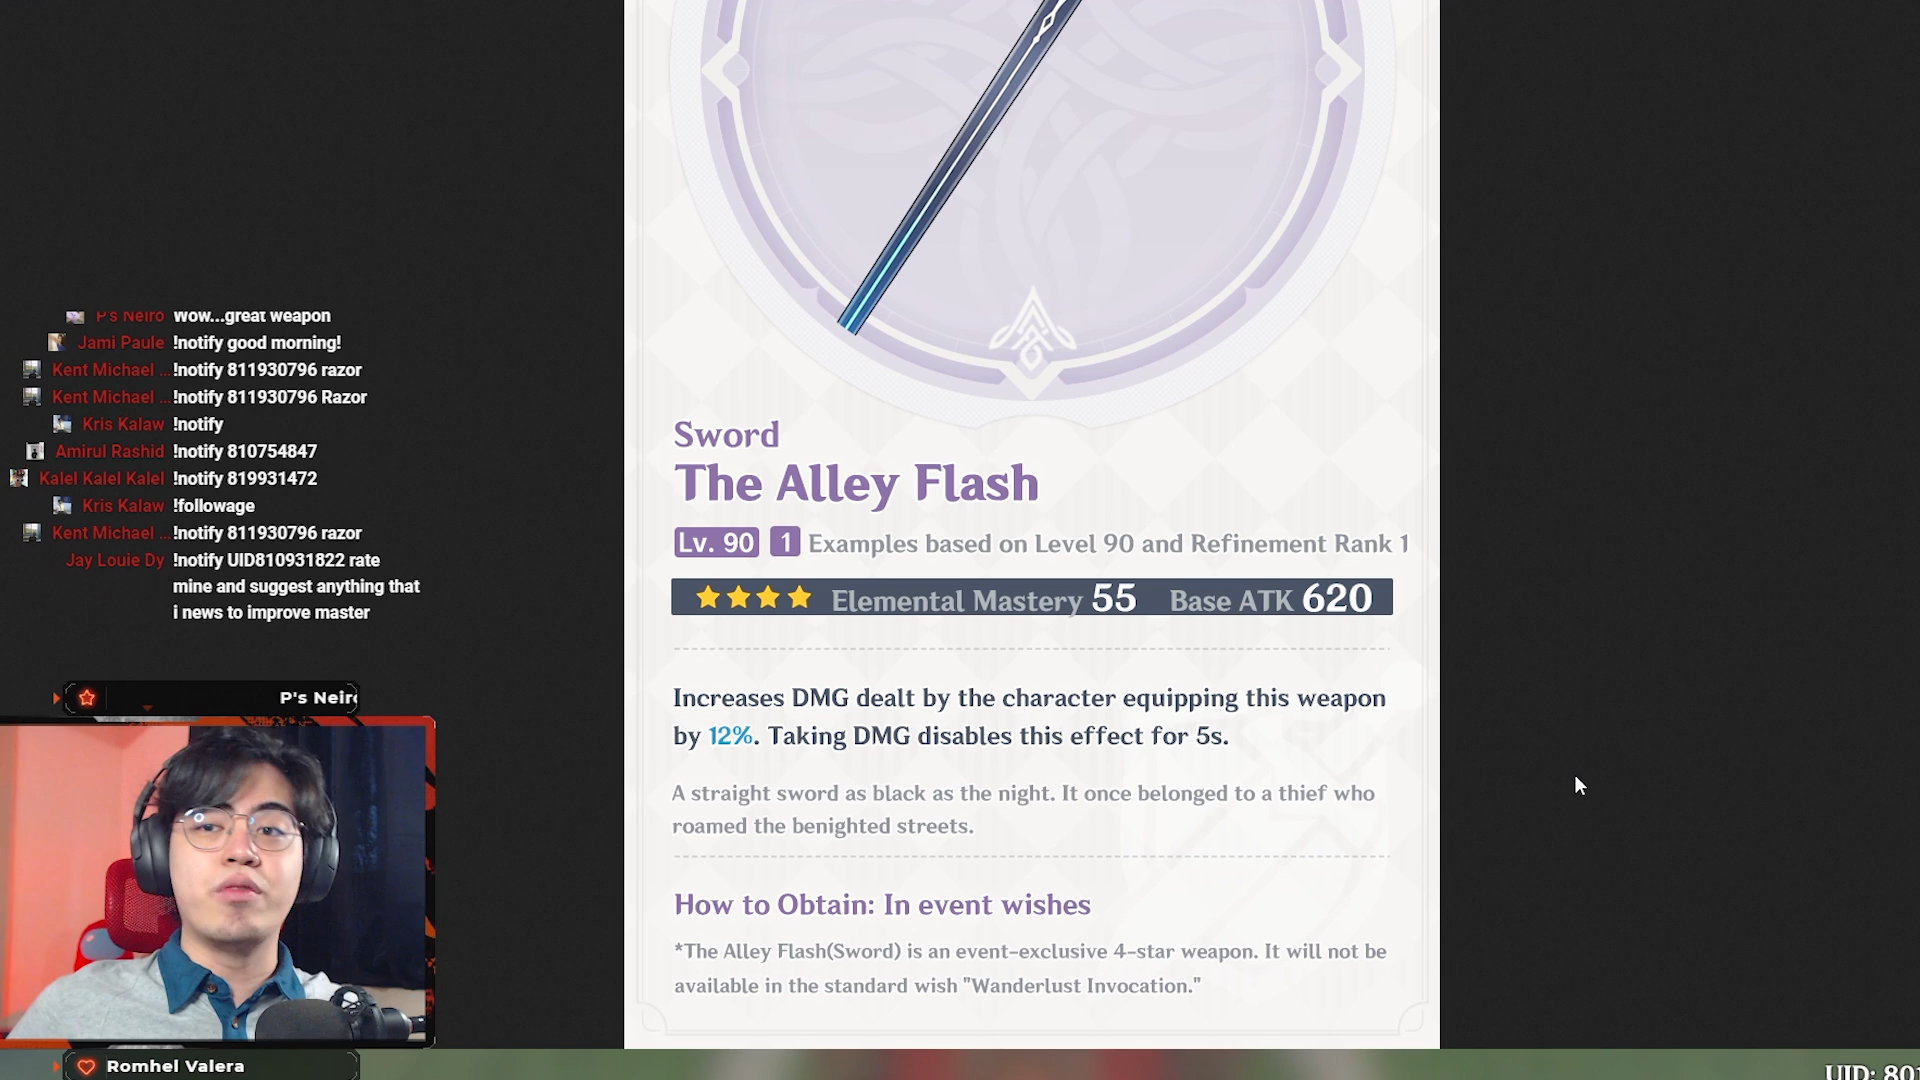 P's Neiro wow...great weapon
Jami Paule !notify good morning!
Kent Michael ... !notify 811930796 razor
Kent Michael ... !notify 811930796 Razor
Kris Kalaw !notify
Amirul Rashid !notify 810754847
Kalel Kalel Kalel !notify 819931472
Kris Kalaw !followage
Kent Michael ... !notify 811930796 razor
Jay Louie Dy !notify UID810931822 rate
mine and suggest anything that
i news to improve master
P's Neiro
Romhel Valera
Sword
The Alley Flash
Lv. 90 1 Examples based on Level 90 and Refinement Rank 1
Elemental Mastery 55 Base ATK 620
Increases DMG dealt by the character equipping this weapon
by 12%. Taking DMG disables this effect for 5s.
A straight sword as black as the night. It once belonged to a thief who
roamed the benighted streets.
How to Obtain: In event wishes
*The Alley Flash(Sword) is an event-exclusive 4-star weapon. It will not be
available in the standard wish "Wanderlust Invocation."
UID: 801